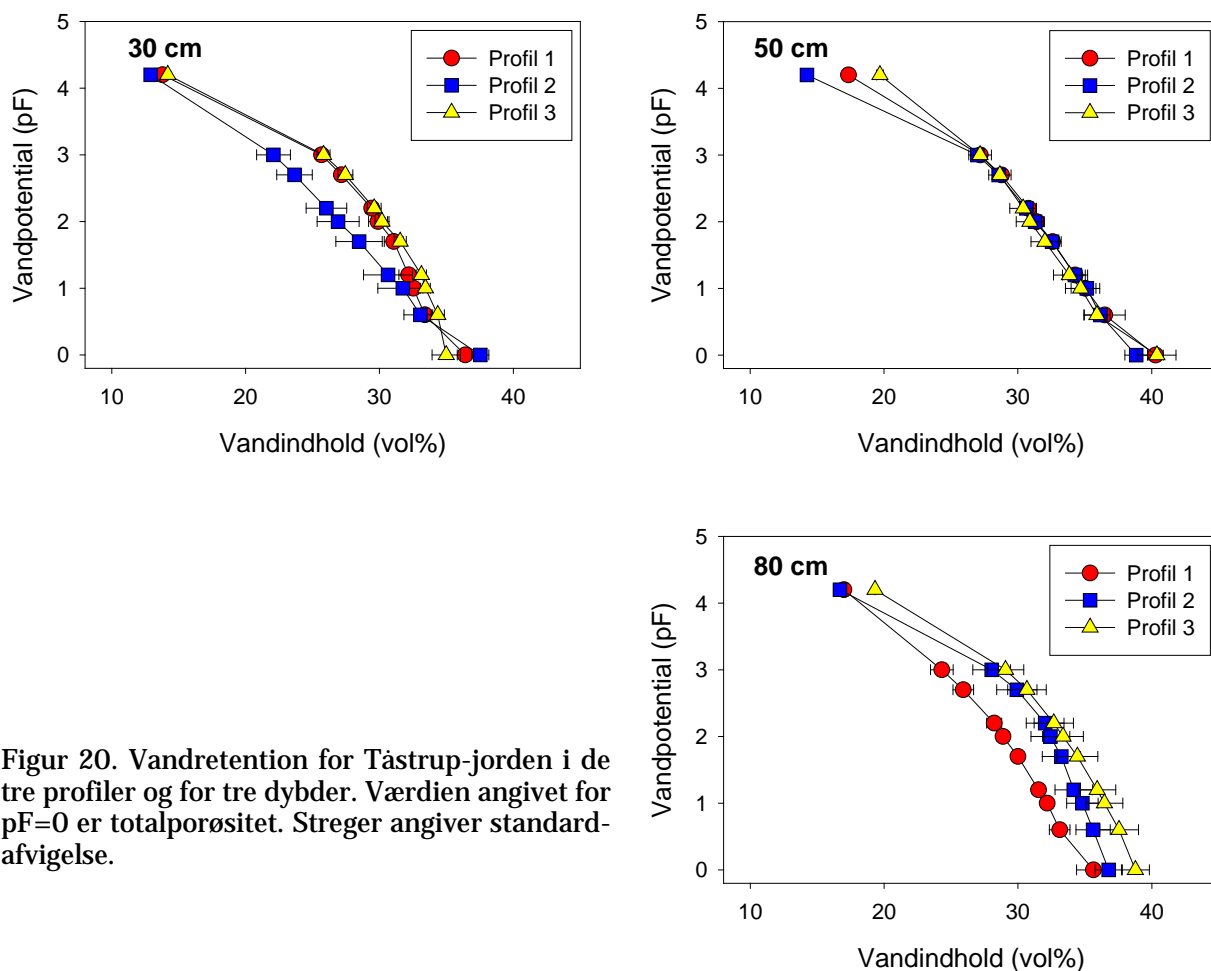 30 cm
Profil 1
Profil 2
Profil 3
5
4
3
2
1
0
Vandpotential (pF)
10 20 30 40
Vandindhold (vol%)
50 cm
Profil 1
Profil 2
Profil 3
5
4
3
2
1
0
Vandpotential (pF)
10 20 30 40
Vandindhold (vol%)
80 cm
Profil 1
Profil 2
Profil 3
5
4
3
2
1
0
Vandpotential (pF)
10 20 30 40
Vandindhold (vol%)
Figur 20. Vandretention for Tåstrup-jorden i de
tre profiler og for tre dybder. Værdien angivet for
pF=0 er totalporøsitet. Streger angiver standard-
afvigelse.